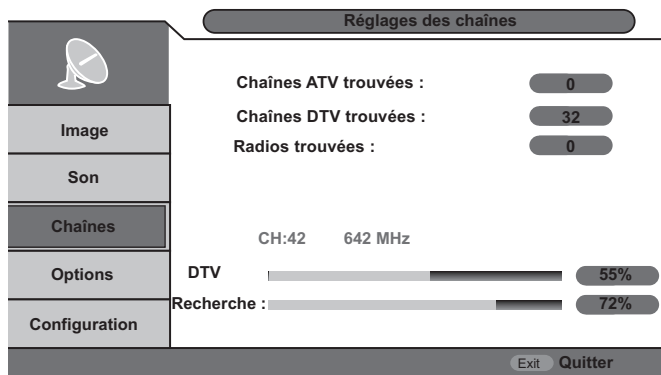 Réglages des chaînes
Chaînes ATV trouvées : 0
Chaînes DTV trouvées : 32
Radios trouvées : 0
Image
Son
Chaînes
Options
Configuration
CH:42 642 MHz
DTV 55%
Recherche : 72%
Exit Quitter